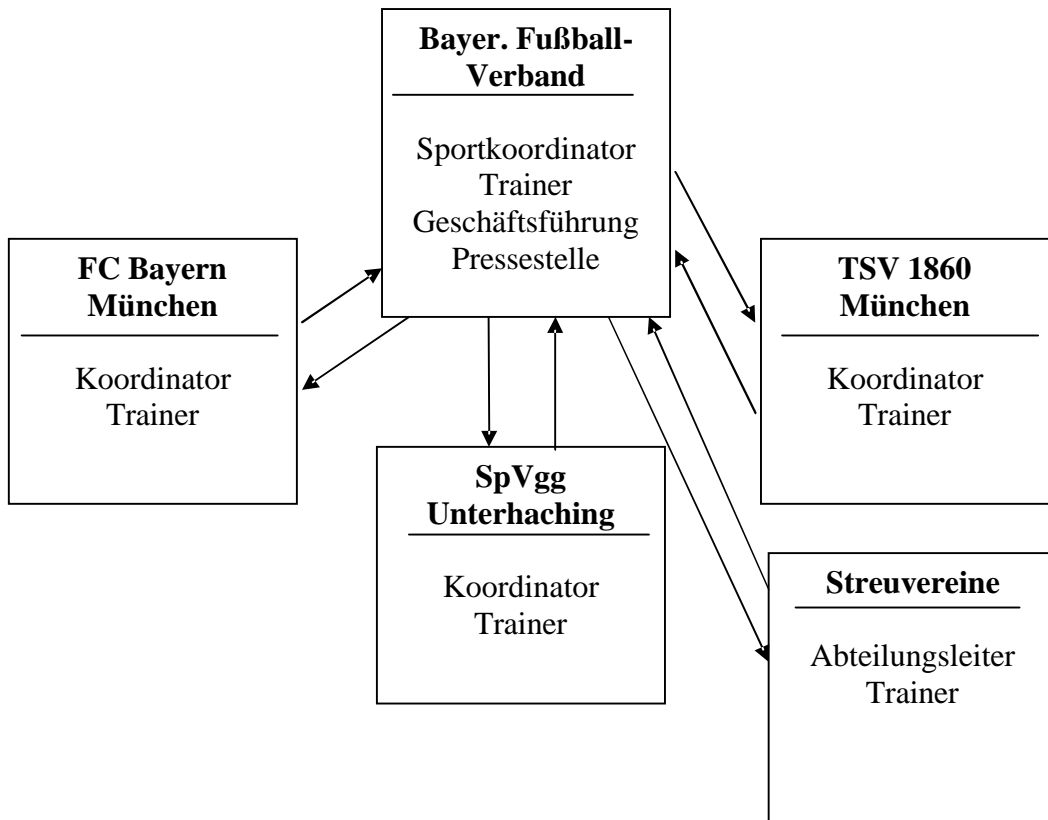 Bayer. Fußball-
Verband
Sportkoordinator
Trainer
Geschäftsführung
Pressestelle
FC Bayern
München
Koordinator
Trainer
TSV 1860
München
Koordinator
Trainer
SpVgg
Unterhaching
Koordinator
Trainer
Streuvereine
Abteilungsleiter
Trainer